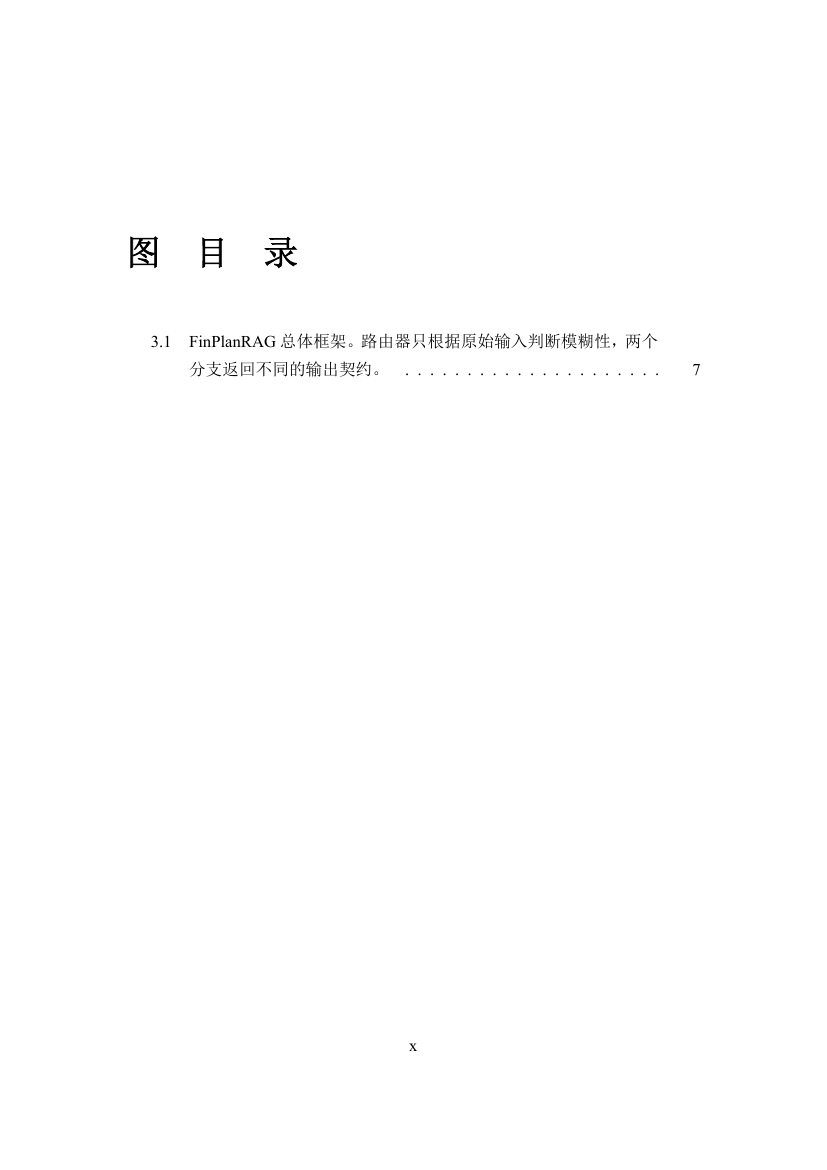 图 目 录
3.1 FinPlanRAG 总体框架。路由器只根据原始输入判断模糊性，两个
分支返回不同的输出契约。 . . . . . . . . . . . . . . . . . . . . . 7
x